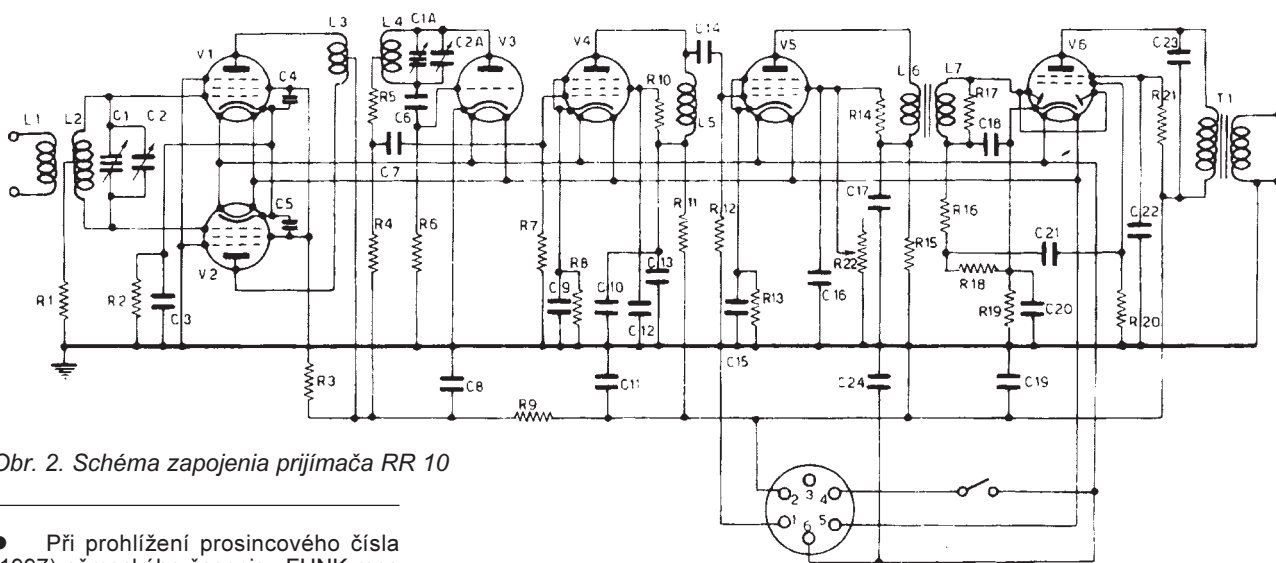 L1
L2
C1
C2
V1
C4
L3
L4
C1A
C2A
V3
V4
R10
C14
L5
V5
R14
L6
L7
R17
C18
V6
C23
R21
T1
R5
C6
C7
C5
V2
R1
R2
C3
R4
R6
R7
C9
R8
C10
C12
C13
R11
R12
R13
C16
R22
C17
R15
R16
R18
C21
R19
C20
R20
C22
R3
C8
R9
C11
C15
C24
C19
2 3 4
1 6 5
Obr. 2. Schéma zapojenia prijímača RR 10
● Při prohlížení prosincového čísla